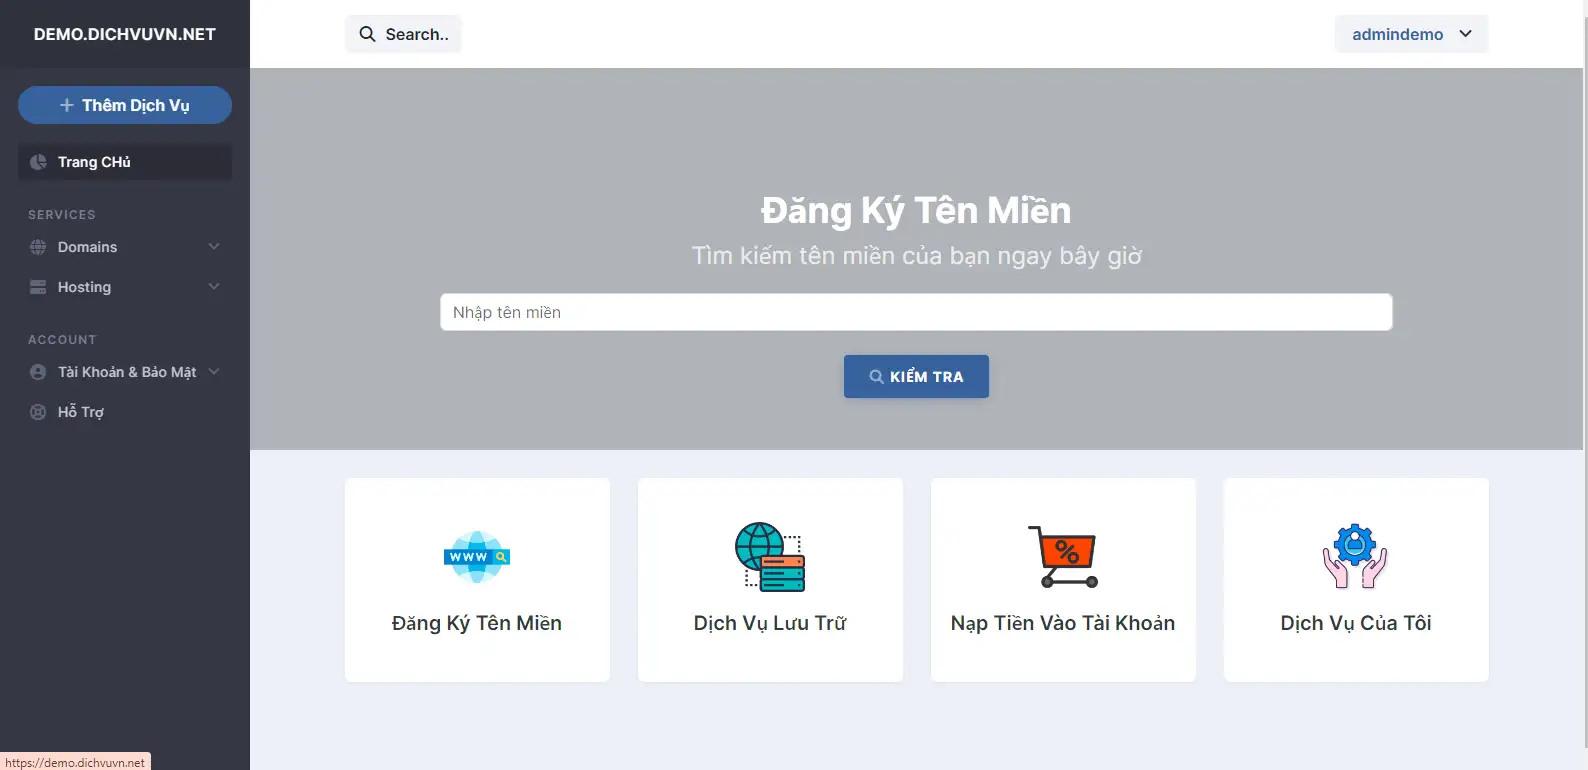 DEMO.DICHVUVN.NET
Search..
admindemo
Thêm Dịch Vụ
Trang CHủ
SERVICES
Domains
Hosting
ACCOUNT
Tài Khoản & Bảo Mật
Hỗ Trợ
Đăng Ký Tên Miền
Tìm kiếm tên miền của bạn ngay bây giờ
Nhập tên miền
KIỂM TRA
WWW
Đăng Ký Tên Miền
Dịch Vụ Lưu Trữ
%
Nạp Tiền Vào Tài Khoản
Dịch Vụ Của Tôi
https://demo.dichvuvn.net